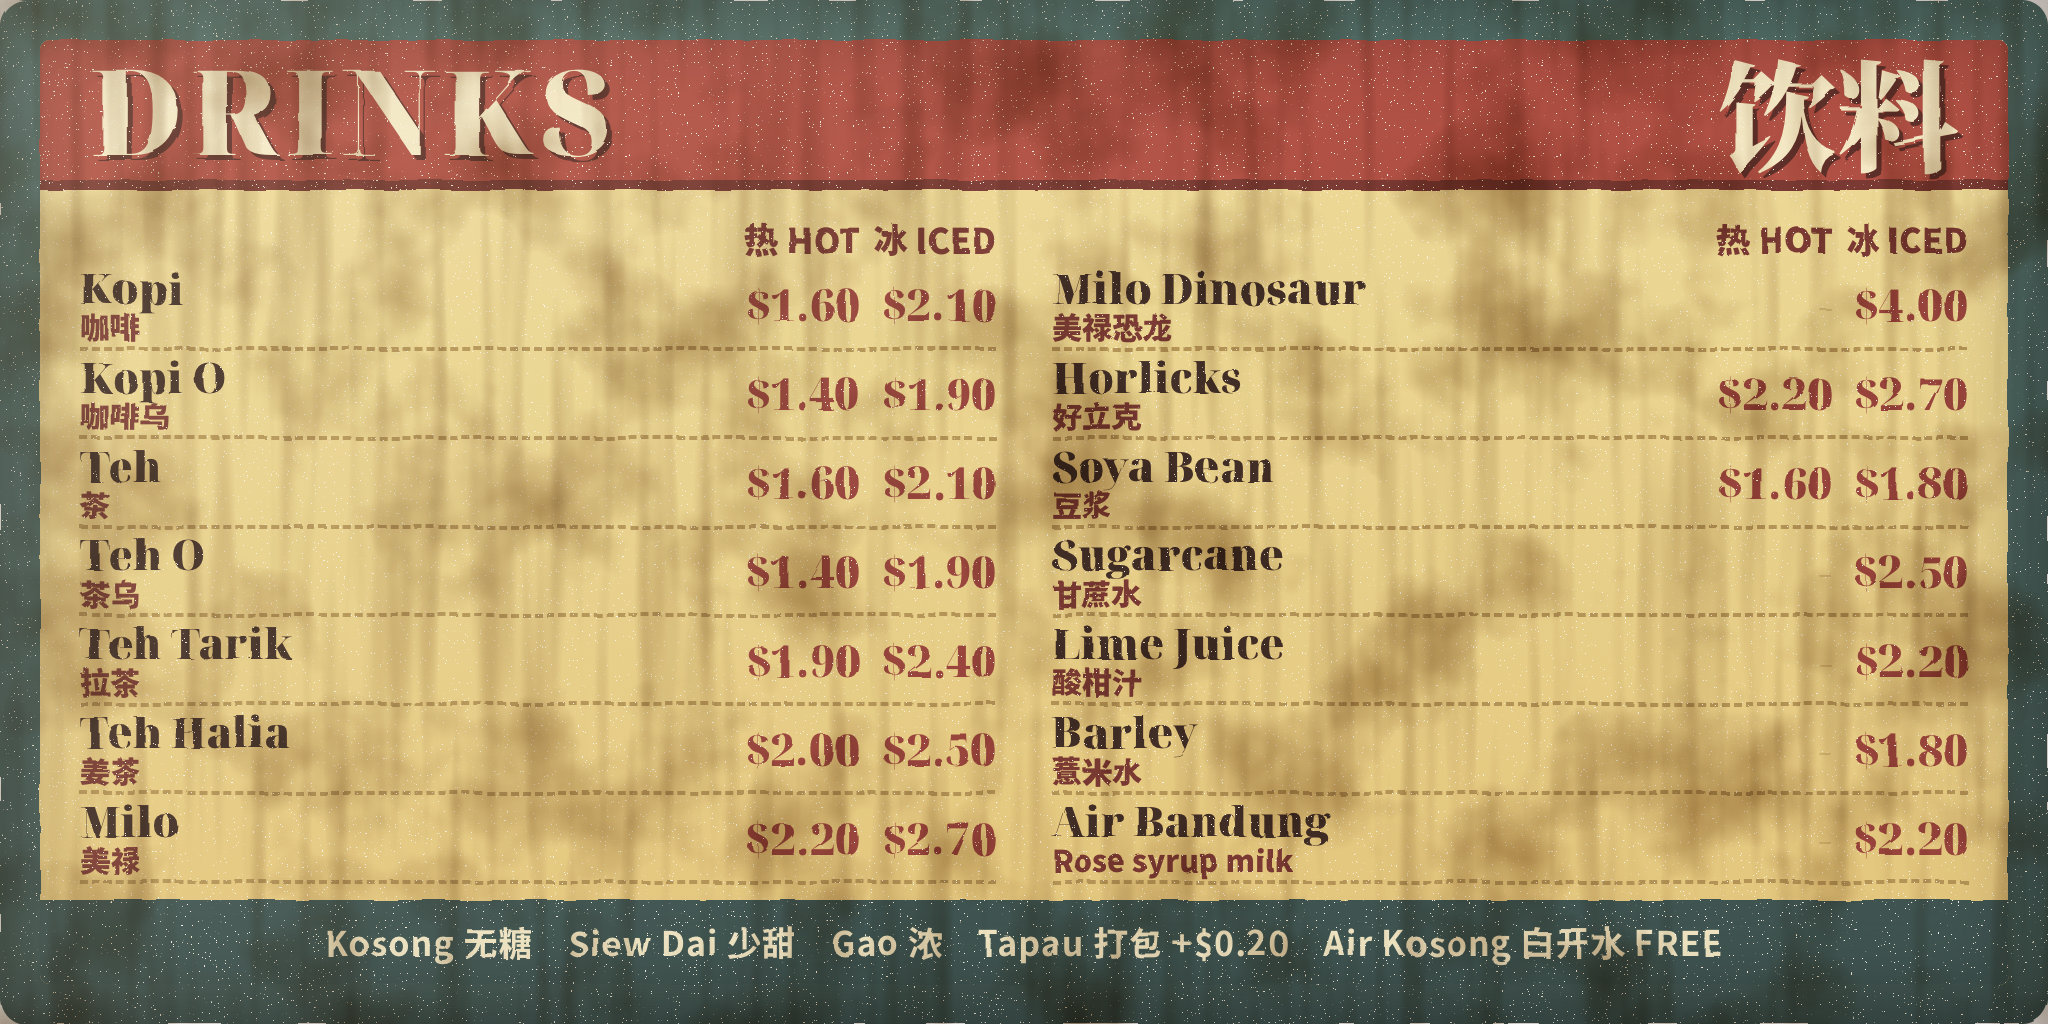 DRINKS 饮料
热 HOT 冰 ICED
Kopi $1.60 $2.10
咖啡
Kopi O $1.40 $1.90
咖啡乌
Teh $1.60 $2.10
茶
Teh O $1.40 $1.90
茶乌
Teh Tarik $1.90 $2.40
拉茶
Teh Halia $2.00 $2.50
姜茶
Milo $2.20 $2.70
美禄
热 HOT 冰 ICED
Milo Dinosaur – $4.00
美禄恐龙
Horlicks $2.20 $2.70
好立克
Soya Bean $1.60 $1.80
豆浆
Sugarcane – $2.50
甘蔗水
Lime Juice – $2.20
酸柑汁
Barley – $1.80
薏米水
Air Bandung – $2.20
Rose syrup milk
Kosong 无糖 Siew Dai 少甜 Gao 浓 Tapau 打包 +$0.20 Air Kosong 白开水 FREE